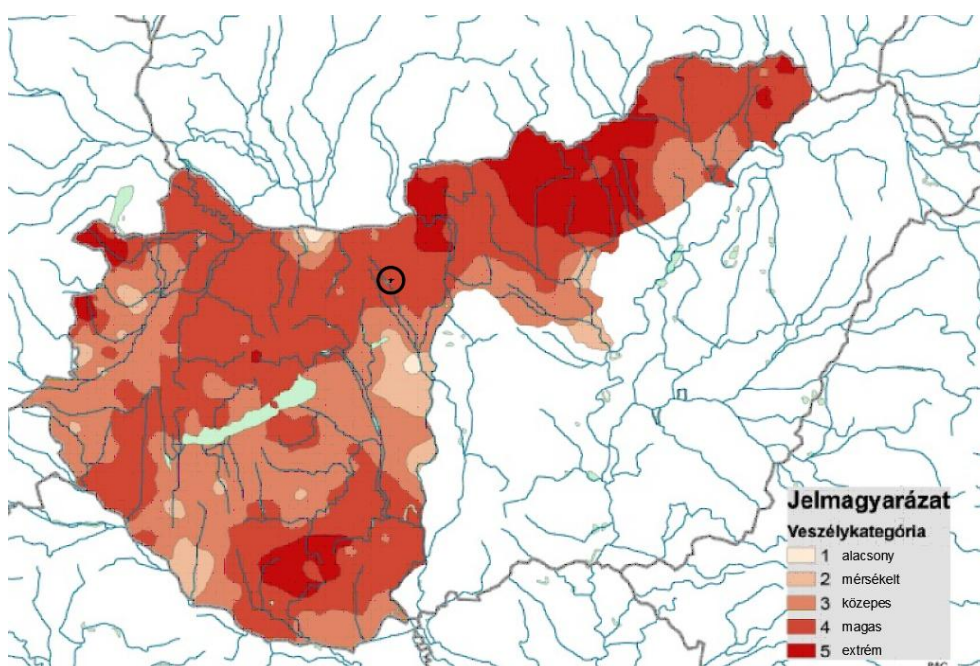 Jelmagyarázat
Veszélykategória
1 alacsony
2 mérsékelt
3 közepes
4 magas
5 extrém